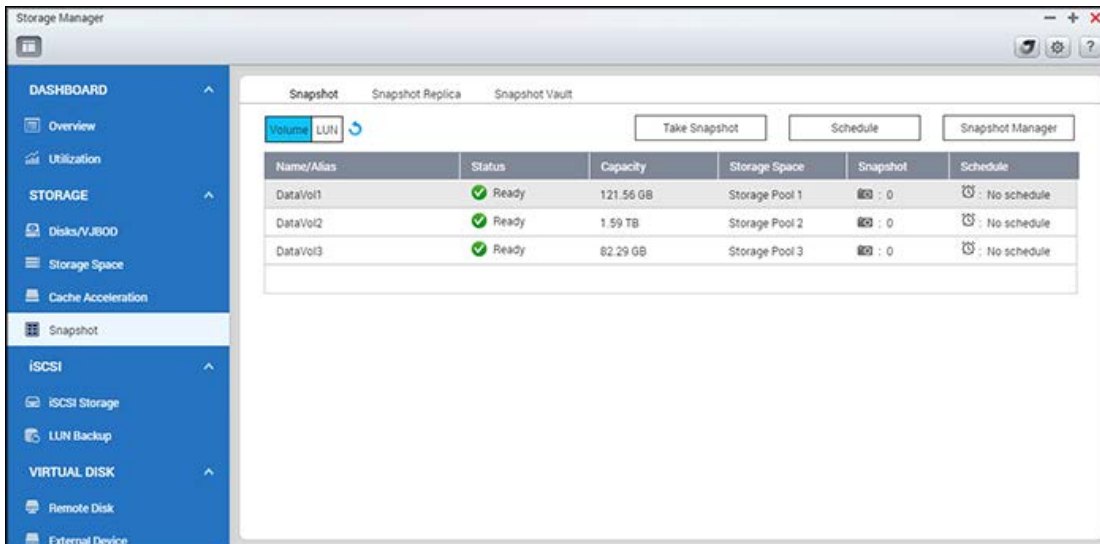 Storage Manager
?
DASHBOARD
Overview
Utilization
STORAGE
Disks/VJBOD
Storage Space
Cache Acceleration
Snapshot
iSCSI
iSCSI Storage
LUN Backup
VIRTUAL DISK
Remote Disk
External Device
Snapshot Snapshot Replica Snapshot Vault
Volume LUN Take Snapshot Schedule Snapshot Manager
Name/Alias Status Capacity Storage Space Snapshot Schedule
DataVol1 Ready 121.56 GB Storage Pool 1 : 0 : No schedule
DataVol2 Ready 1.59 TB Storage Pool 2 : 0 : No schedule
DataVol3 Ready 82.29 GB Storage Pool 3 : 0 : No schedule